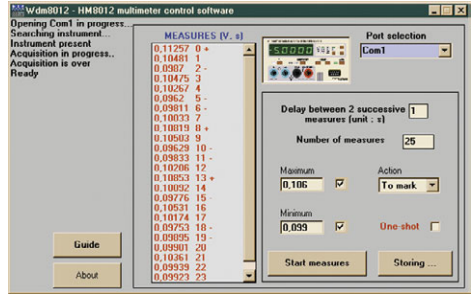 Wdm8012 - HM8012 multimeter control software
Opening Com1 in progress...
Searching instrument...
Instrument present
Acquisition in progress..
Acquisition is over
Ready
MEASURES (V, s)
0,11257 0 +
0,10481 1
0,0987 2 -
0,10475 3
0,10267 4
0,0962 5 -
0,09811 6 -
0,10033 7
0,10819 8 +
0,10503 9
0,09629 10 -
0,09833 11 -
0,10206 12
0,10853 13 +
0,10092 14
0,09776 15 -
0,10531 16
0,10174 17
0,09753 18 -
0,09895 19 -
0,09901 20
0,10361 21
0,09939 22
0,09923 23
Port selection
Com1
Delay between 2 successive measures (unit : s)
1
Number of measures
25
Maximum
Action
0,106
To mark
Minimum
0,099
One-shot
Guide
About
Start measures
Storing ...